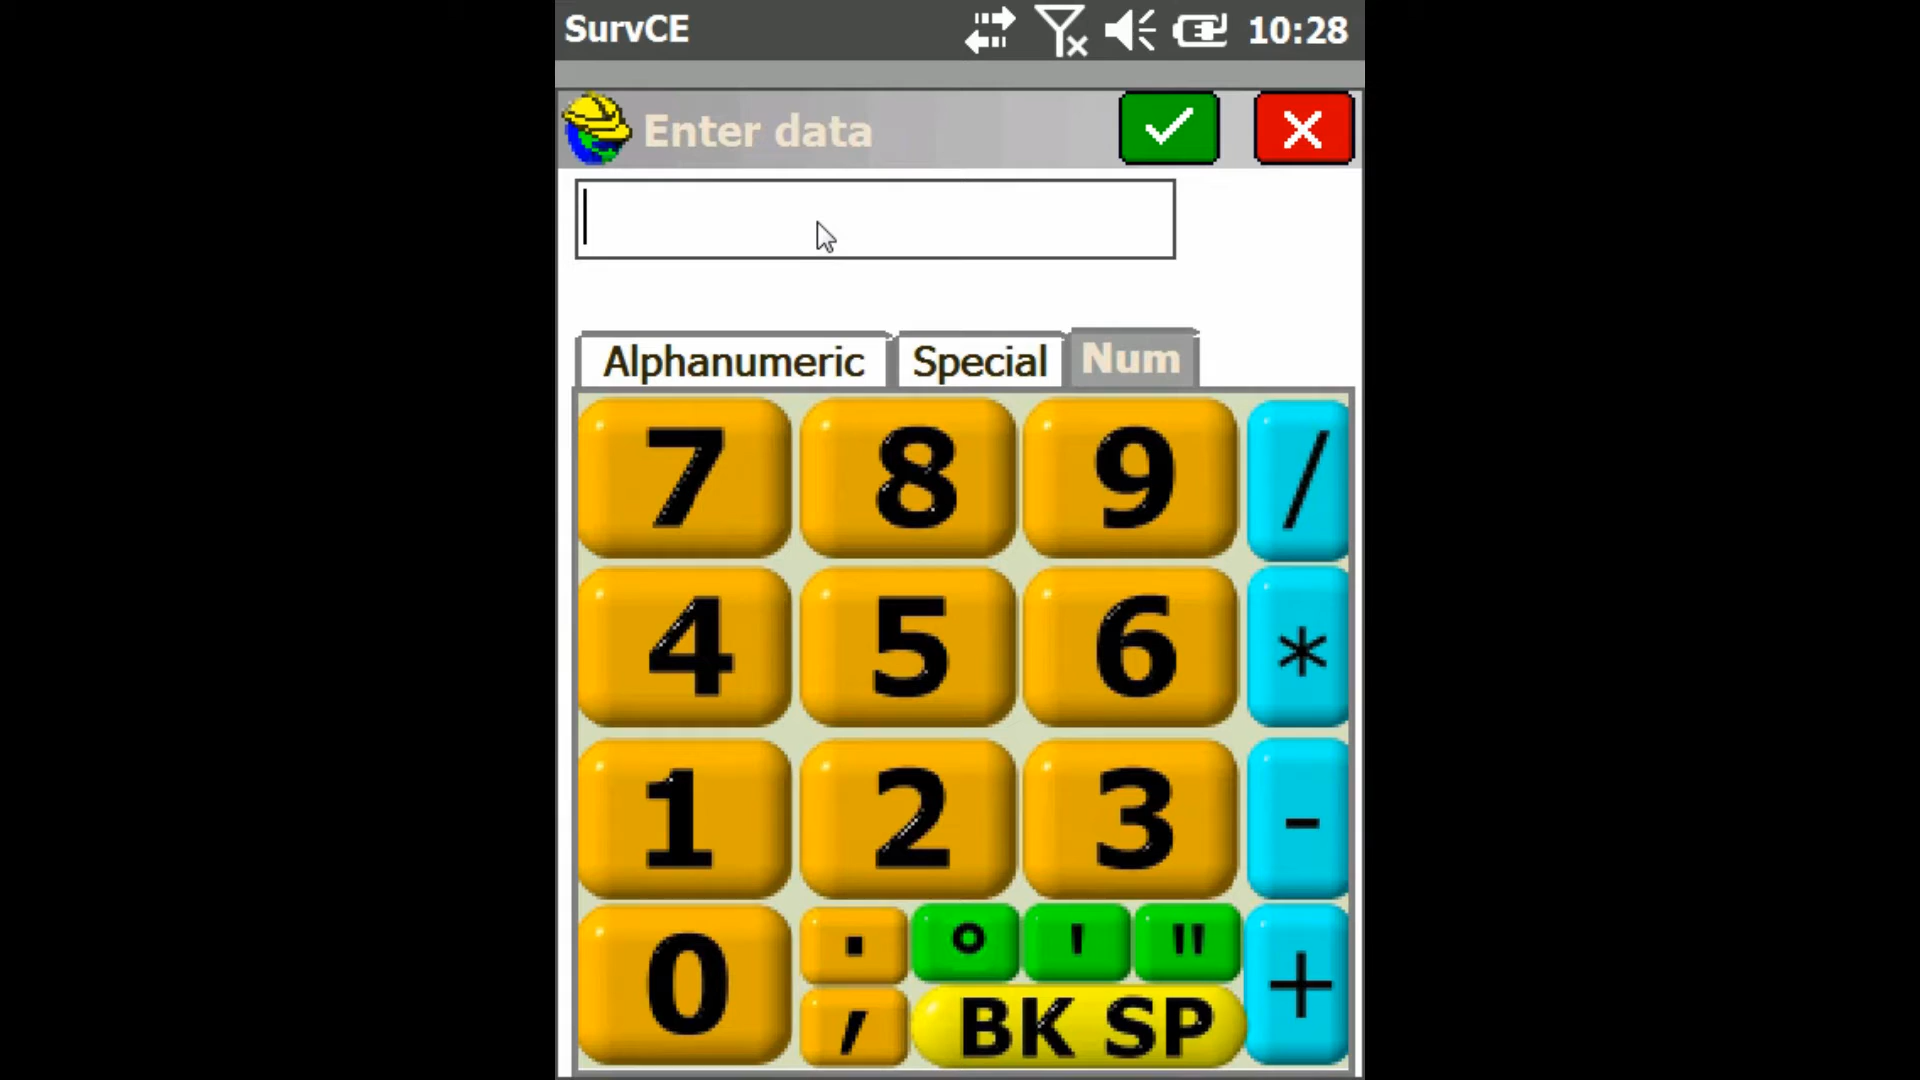 SurvCE 10:28
Enter data
Alphanumeric Special Num
7 8 9 /
4 5 6 *
1 2 3 -
0 . ° ' " +
, BK SP